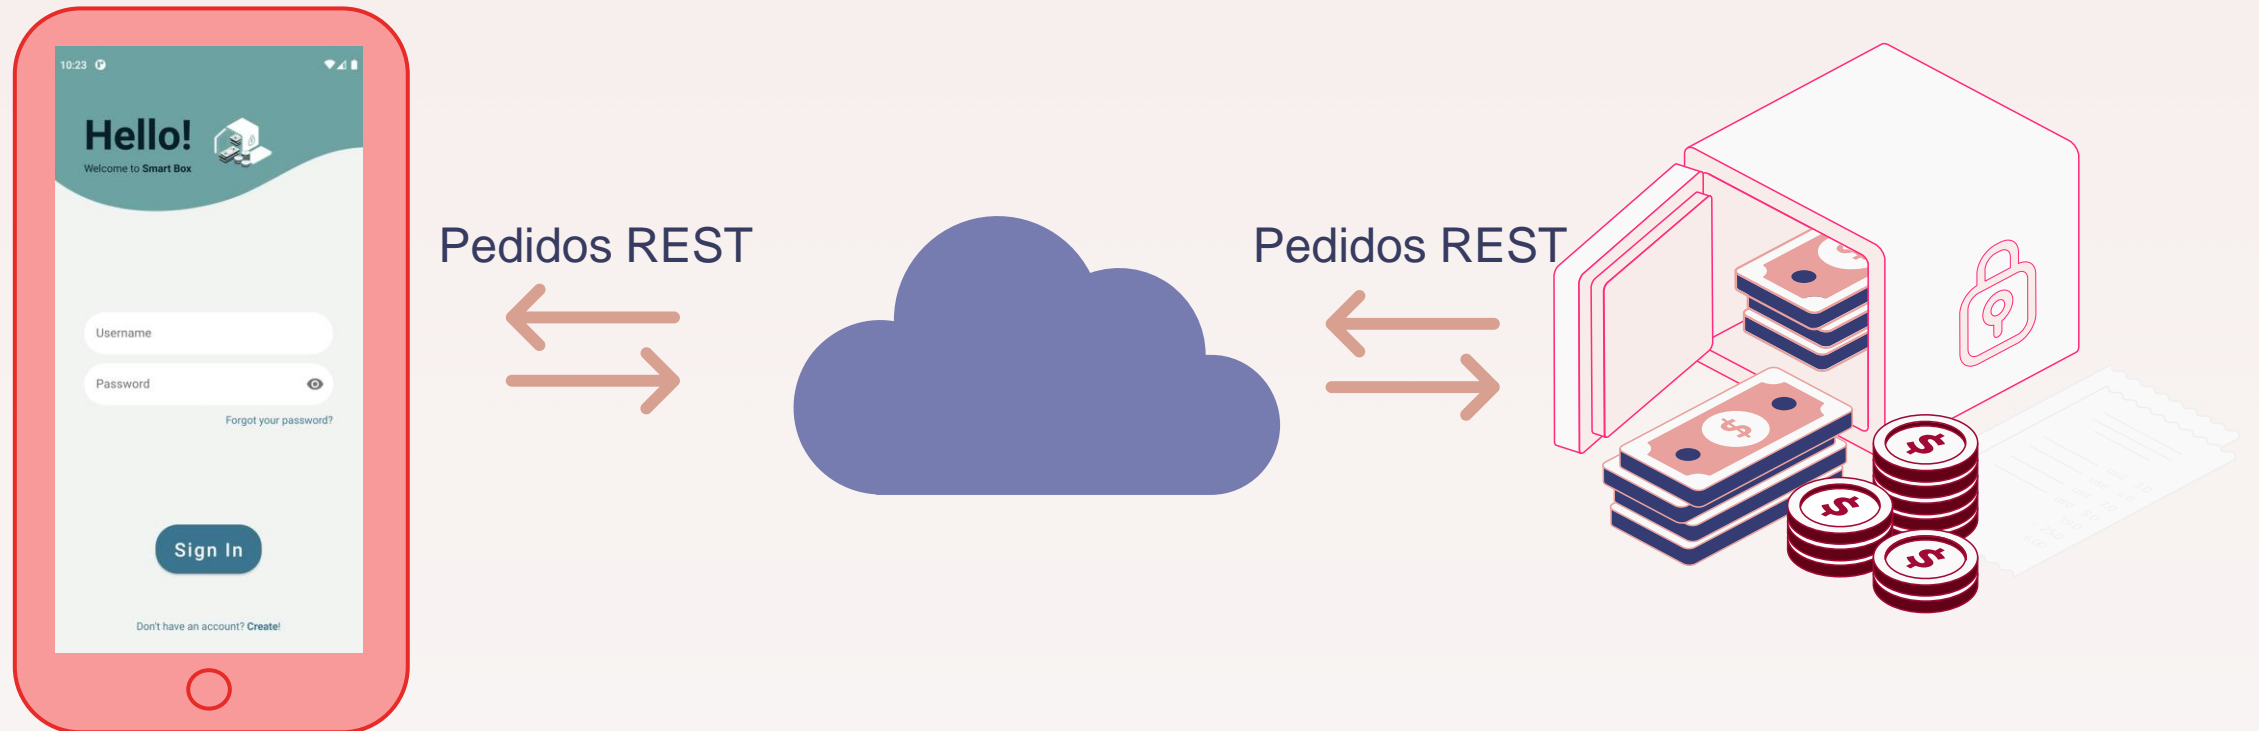 10:23
Hello!
Welcome to Smart Box
Username
Password
Forgot your password?
Sign In
Don't have an account? Create!
Pedidos REST
Pedidos REST
$
$
$
$